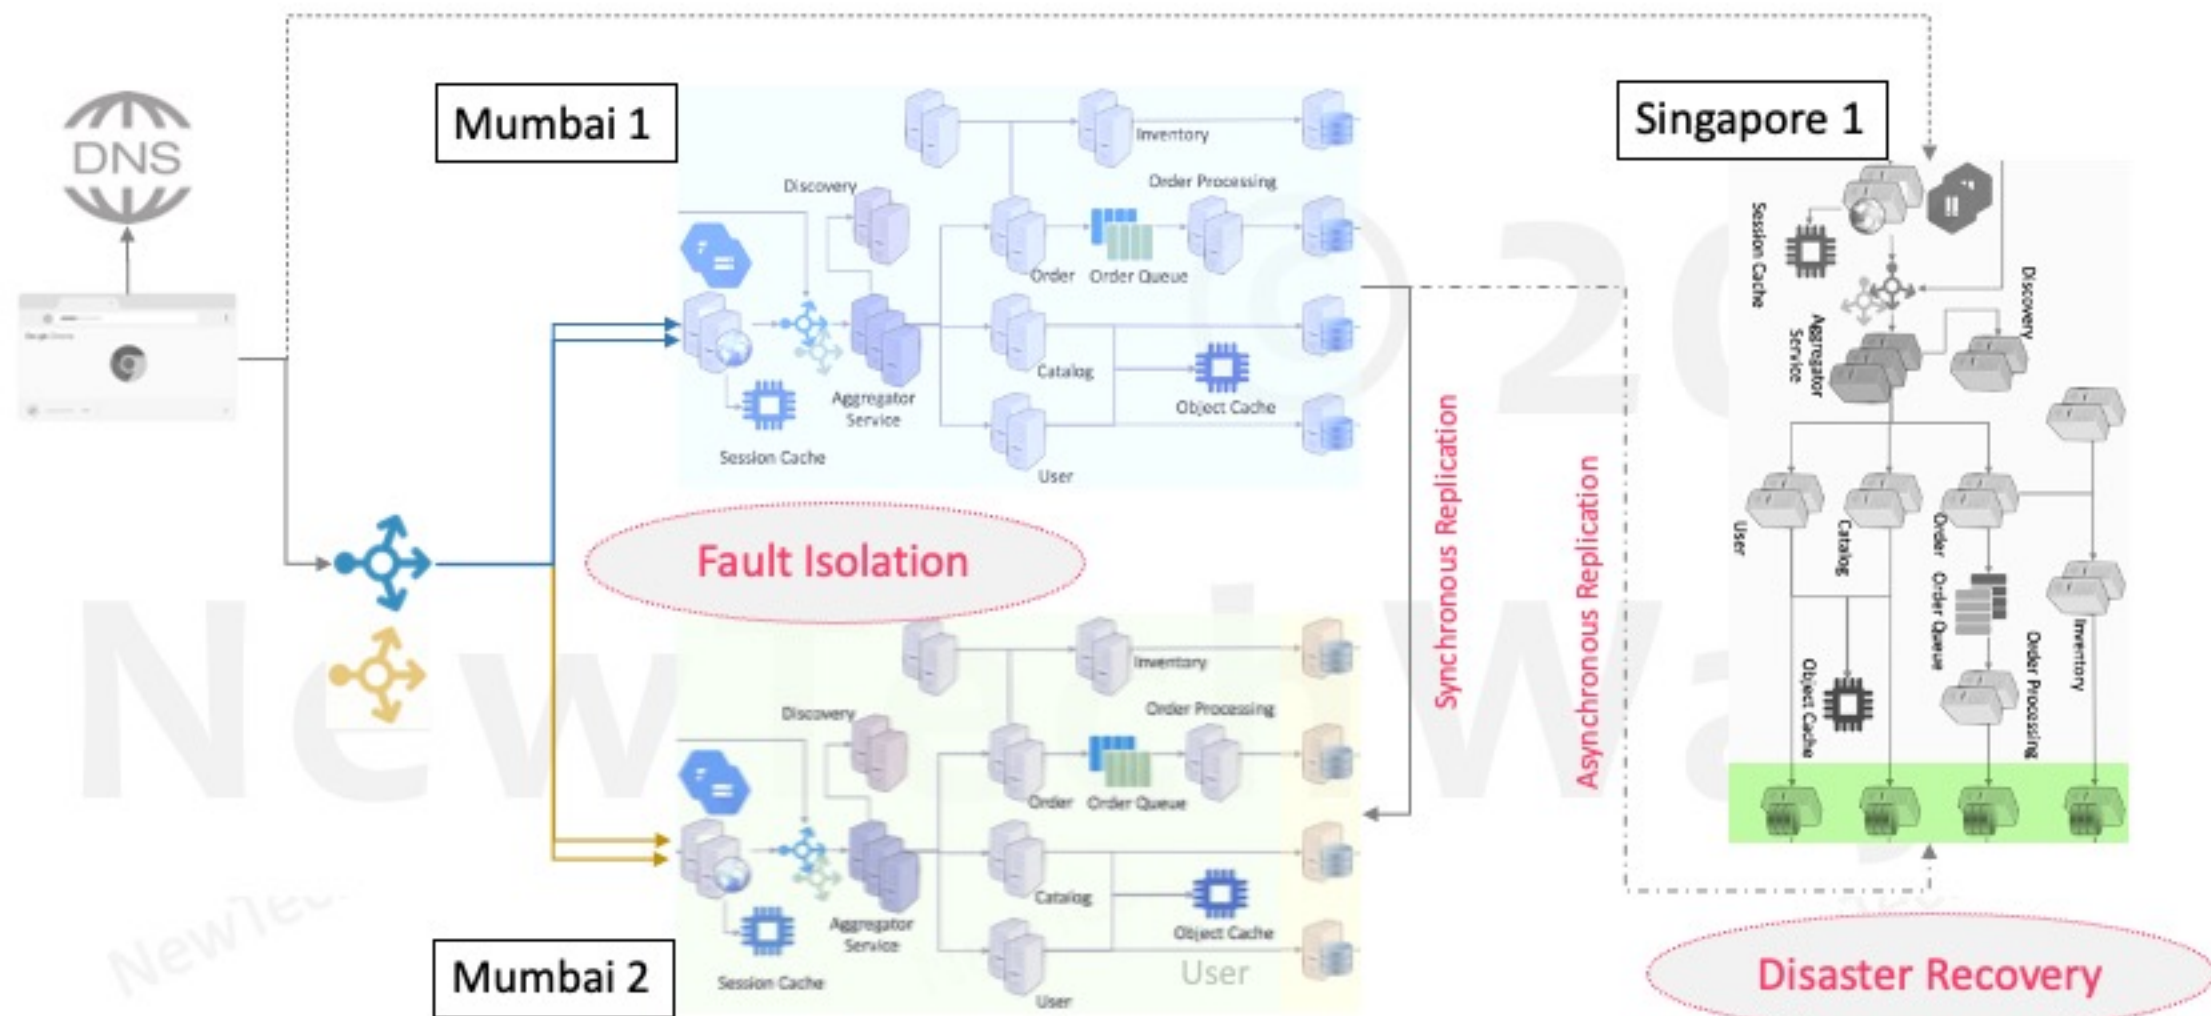 DNS
Mumbai 1
Inventory
Discovery
Order Processing
Order
Order Queue
Catalog
Object Cache
Aggregator
Service
Session Cache
User
Fault Isolation
Inventory
Order Processing
Discovery
Order
Order Queue
Catalog
Aggregator
Service
Object Cache
User
Session Cache
User
Mumbai 2
Synchronous Replication
Asynchronous Replication
Singapore 1
Session Cache
Discovery
Aggregator
Service
User
Catalog
Order
Order Queue
Inventory
Order Processing
Object Cache
Disaster Recovery
© 20